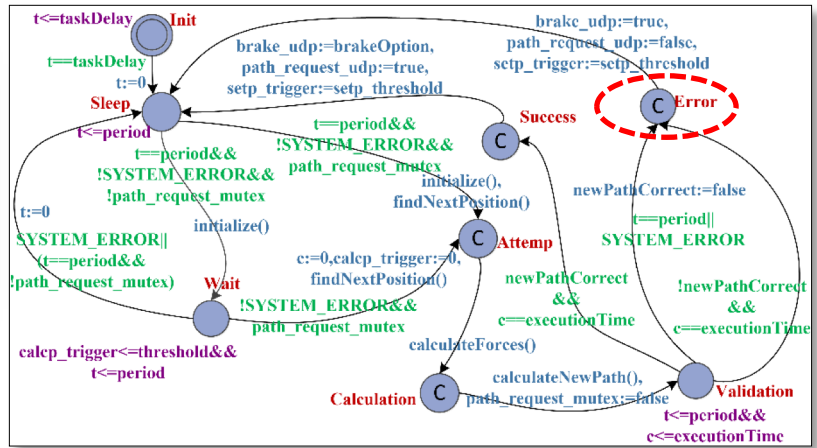 t<=taskDelay
Init
t==taskDelay
t:=0
Sleep
t<=period
brake_udp:=brakeOption,
path_request_udp:=true,
setp_trigger:=setp_threshold
brake_udp:=true,
path_request_udp:=false,
setp_trigger:=setp_threshold
C
Error
C
Success
t==period&&
!SYSTEM_ERROR&&
!path_request_mutex
t==period&&
!SYSTEM_ERROR&&
path_request_mutex
initialize(),
findNextPosition()
newPathCorrect:=false
t==period||
SYSTEM_ERROR
t:=0
SYSTEM_ERROR||
(t==period&&
!path_request_mutex)
initialize()
C
Attemp
c:=0,calcp_trigger:=0,
findNextPosition()
!SYSTEM_ERROR&&
path_request_mutex
Wait
calcp_trigger<=threshold&&
t<=period
newPathCorrect
&&
c==executionTime
!newPathCorrect
&&
c==executionTime
calculateForces()
C
Calculation
calculateNewPath(),
path_request_mutex:=false
Validation
t<=period&&
c<=executionTime